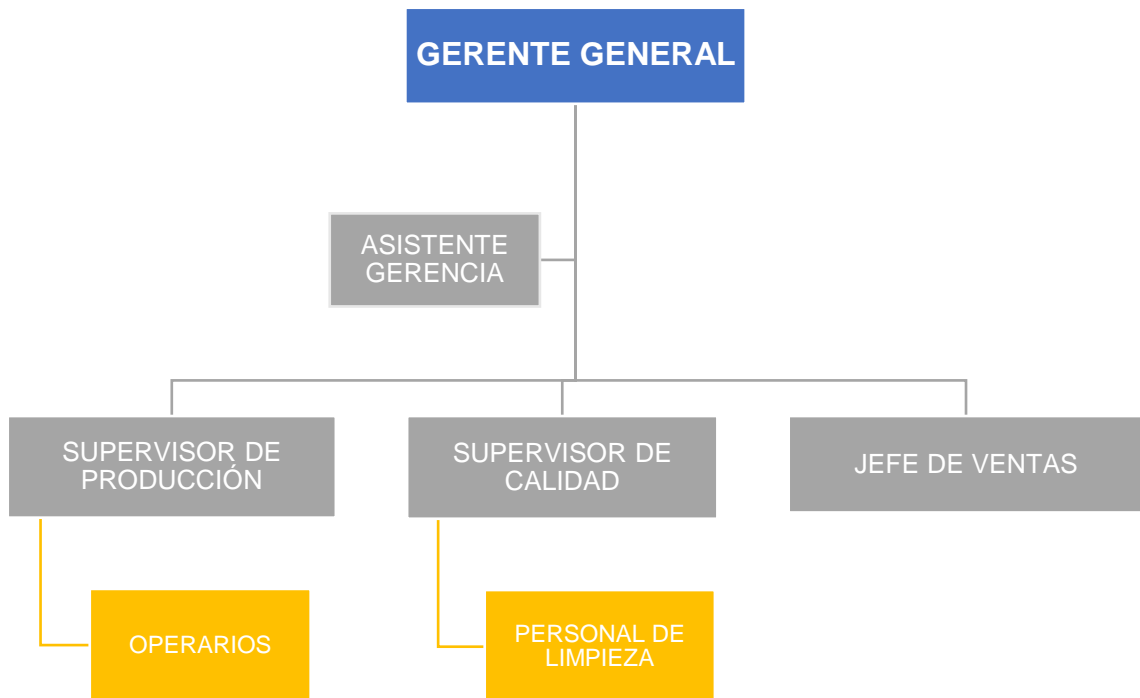 GERENTE GENERAL
ASISTENTE
GERENCIA
SUPERVISOR DE
PRODUCCIÓN
SUPERVISOR DE
CALIDAD
JEFE DE VENTAS
OPERARIOS
PERSONAL DE
LIMPIEZA